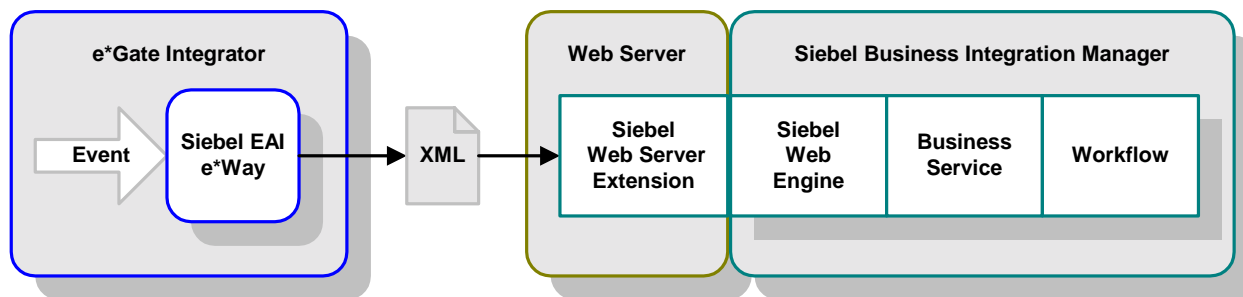 e*Gate Integrator
Web Server
Siebel Business Integration Manager
Event
Siebel EAI
e*Way
XML
Siebel
Web Server
Extension
Siebel
Web
Engine
Business
Service
Workflow